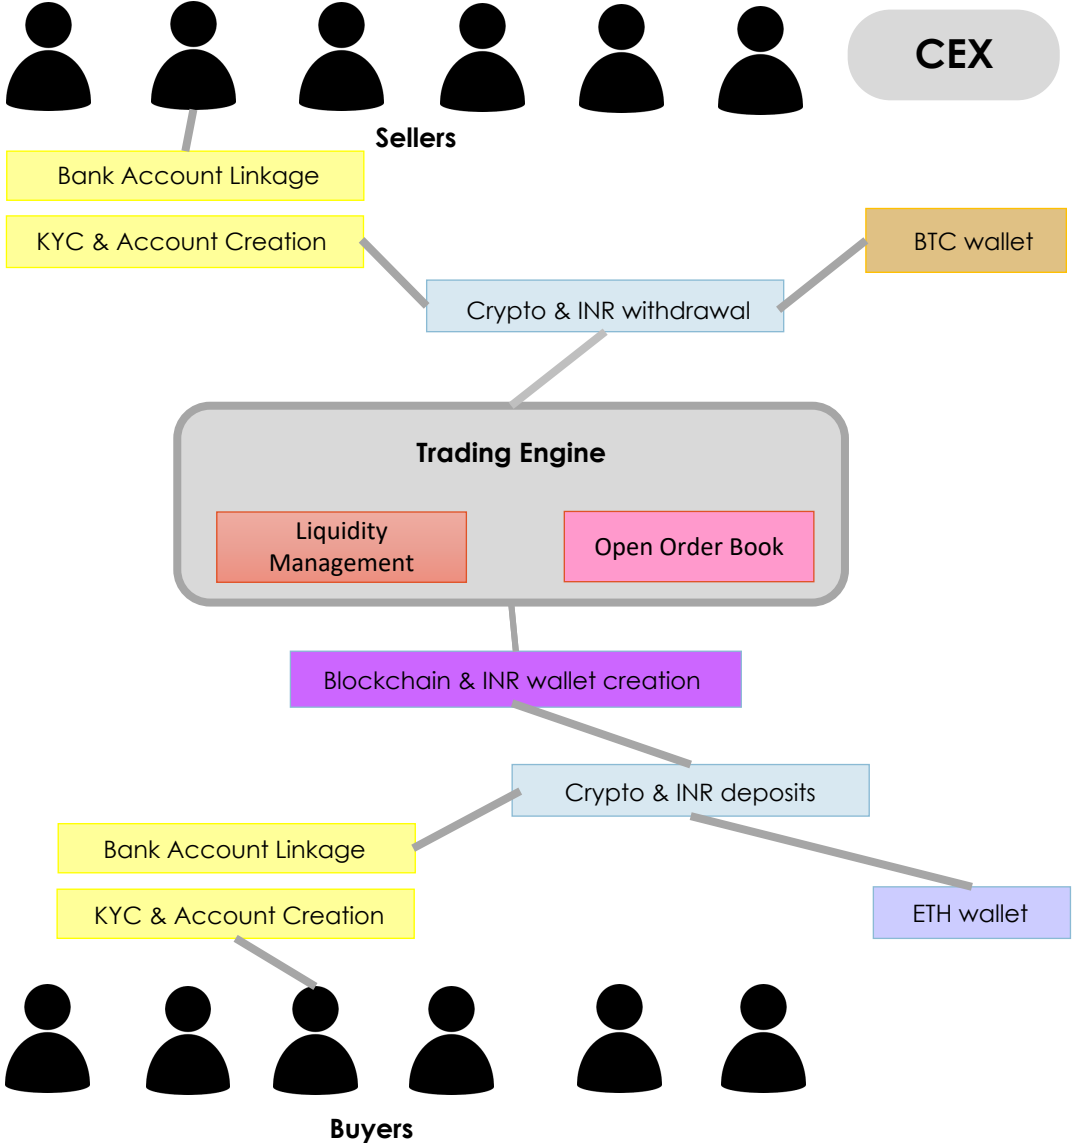 CEX
Sellers
Bank Account Linkage
KYC & Account Creation
BTC wallet
Crypto & INR withdrawal
Trading Engine
Liquidity
Management
Open Order Book
Blockchain & INR wallet creation
Crypto & INR deposits
Bank Account Linkage
KYC & Account Creation
ETH wallet
Buyers